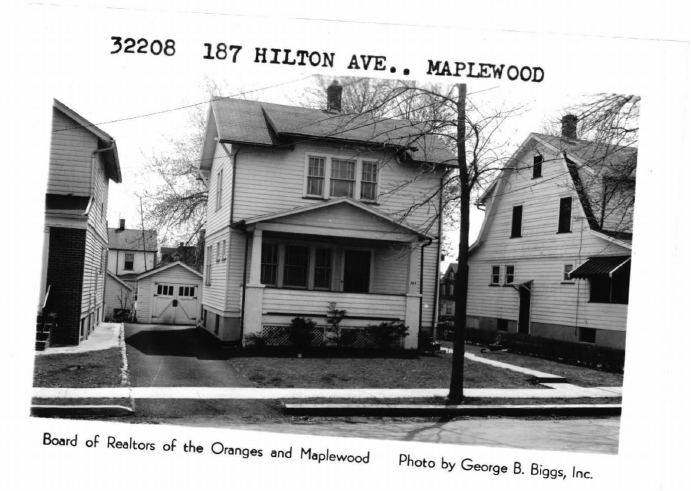 32208 187 HILTON AVE.. MAPLEWOOD
Board of Realtors of the Oranges and Maplewood Photo by George B. Biggs, Inc.